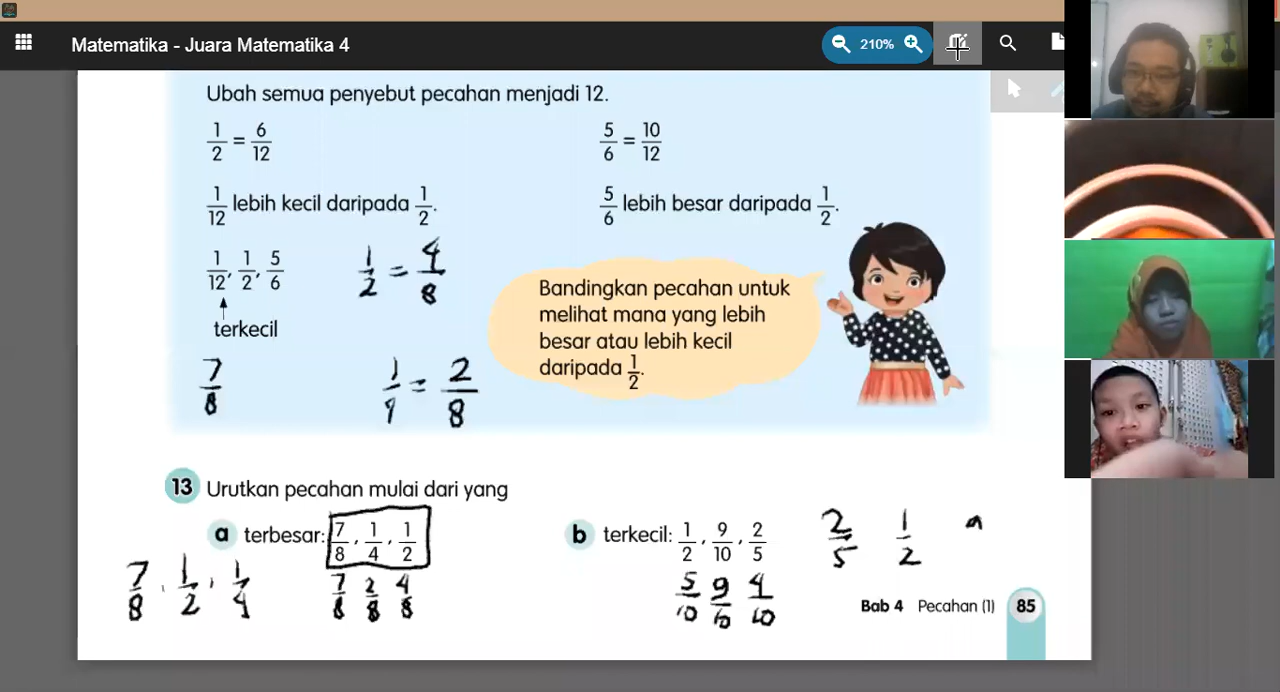 Matematika - Juara Matematika 4
210%
Ubah semua penyebut pecahan menjadi 12.
1/2 = 6/12
5/6 = 10/12
1/12 lebih kecil daripada 1/2.
5/6 lebih besar daripada 1/2.
1/12, 1/2, 5/6
1/2 = 4/8
terkecil
Bandingkan pecahan untuk
melihat mana yang lebih
besar atau lebih kecil
daripada 1/2.
7/8
1/4 = 2/8
13 Urutkan pecahan mulai dari yang
a terbesar: 7/8, 1/4, 1/2
7/8 2/8 4/8
7/8, 1/2, 1/4
b terkecil: 1/2, 9/10, 2/5
5/10 9/10 4/10
2/5 1/2
Bab 4 Pecahan (1) 85